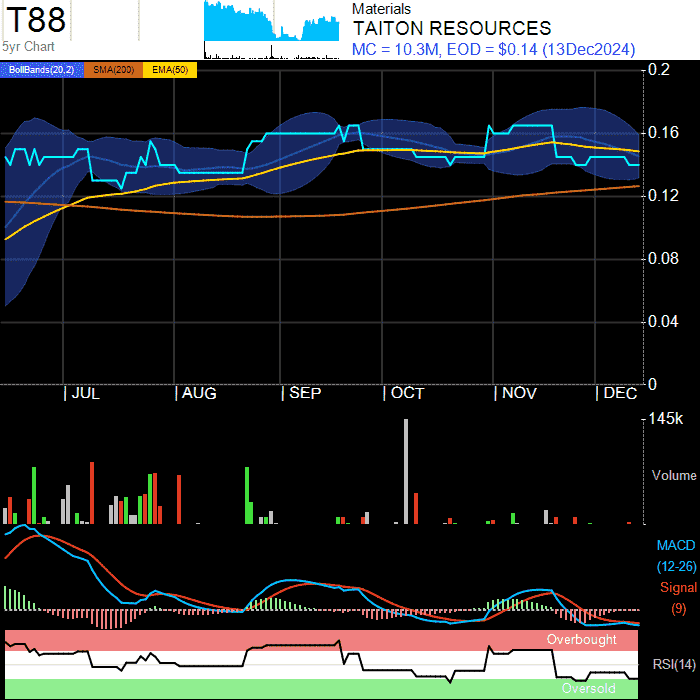 T88
5yr Chart
Materials
TAITON RESOURCES
MC = 10.3M, EOD = $0.14 (13Dec2024)
BollBands(20,2) SMA(200) EMA(50)
0.2
0.16
0.12
0.08
0.04
0
JUL AUG SEP OCT NOV DEC
145k
Volume
MACD
(12-26)
Signal
(9)
Overbought
RSI(14)
Oversold